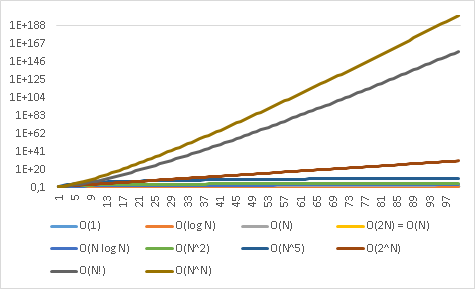 1E+188
1E+167
1E+146
1E+125
1E+104
1E+83
1E+62
1E+41
1E+20
0,1
1 5 9 13 17 21 25 29 33 37 41 45 49 53 57 61 65 69 73 77 81 85 89 93 97
O(1) O(log N) O(N) O(2N) = O(N)
O(N log N) O(N^2) O(N^5) O(2^N)
O(N!) O(N^N)